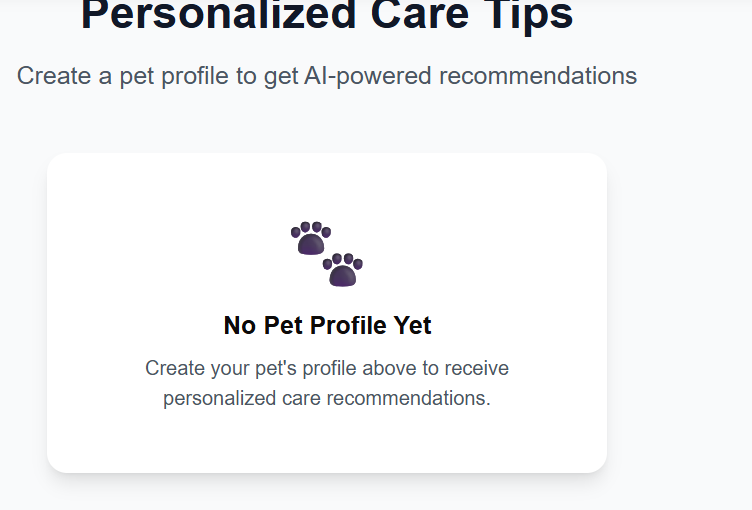 Personalized Care Tips
Create a pet profile to get AI-powered recommendations
No Pet Profile Yet
Create your pet's profile above to receive
personalized care recommendations.